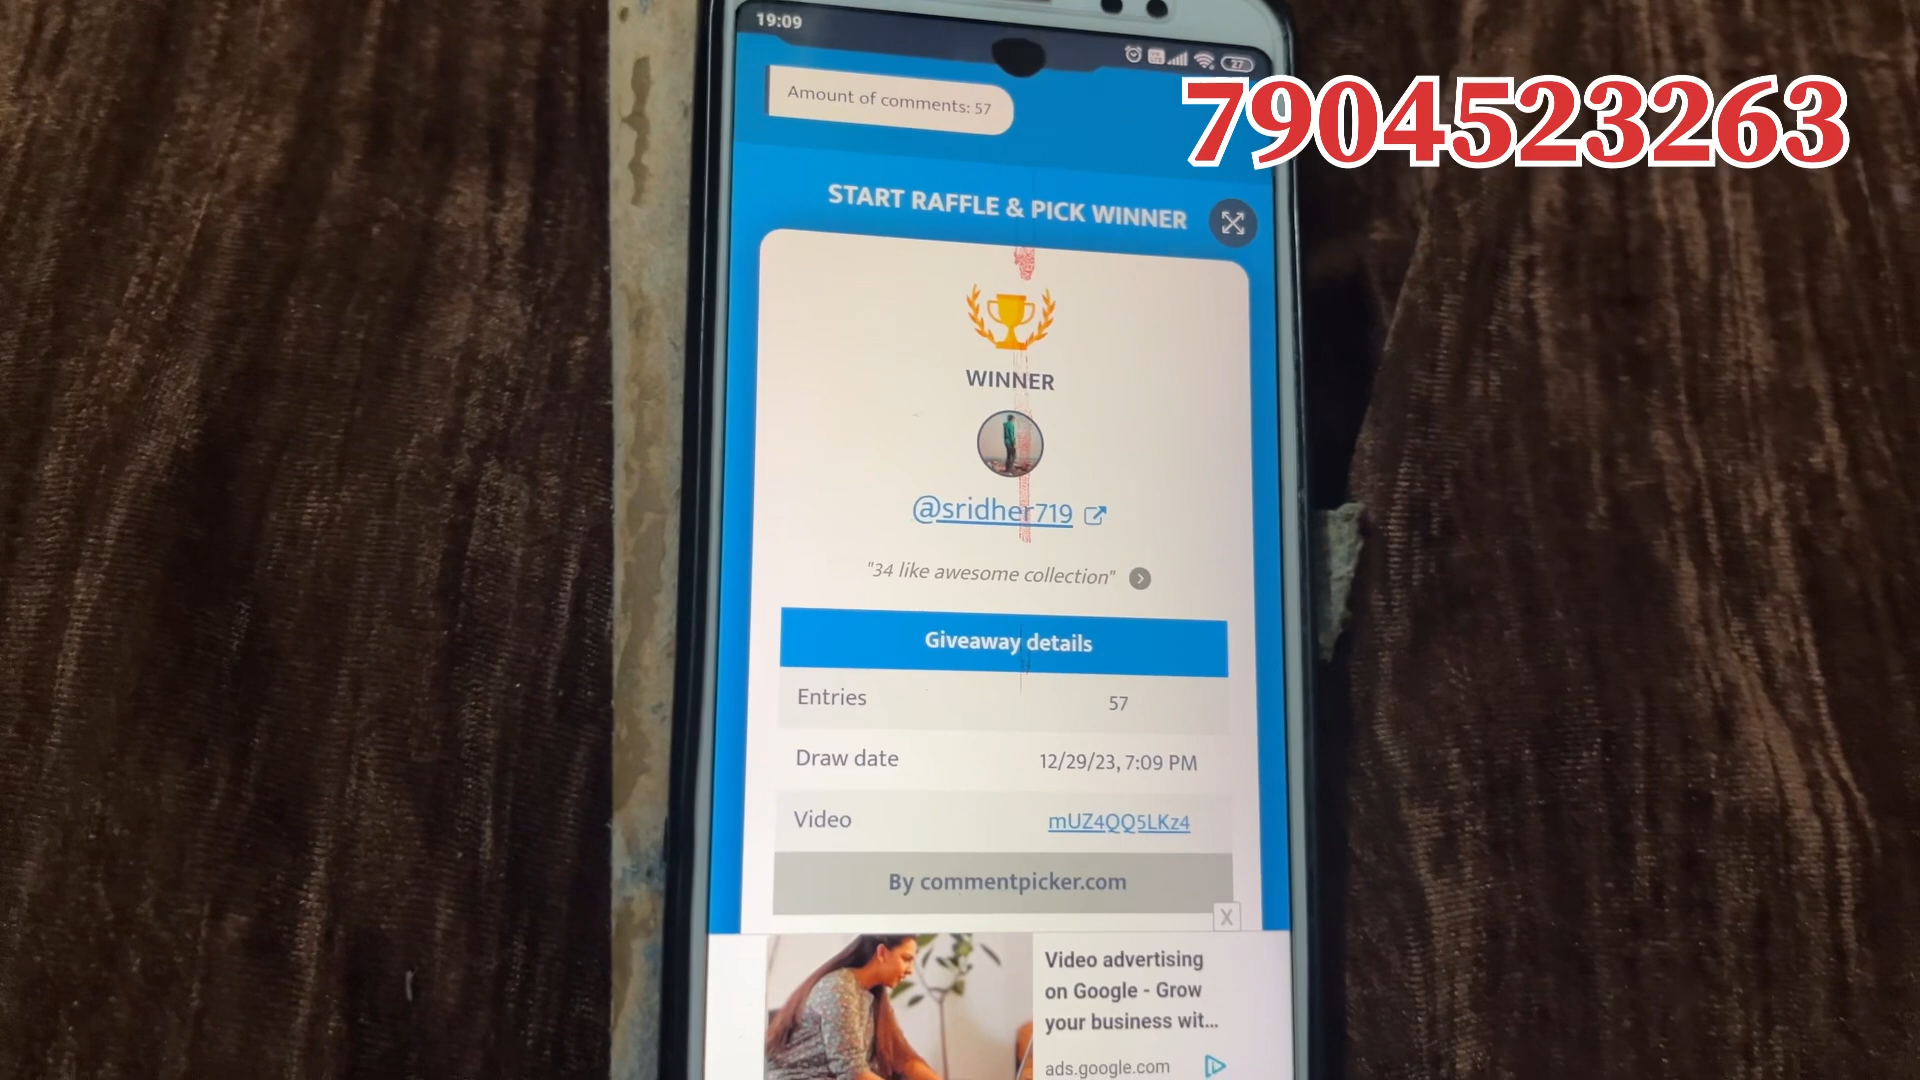 19:09
27
Amount of comments: 57
7904523263
START RAFFLE & PICK WINNER
WINNER
@sridher719
"34 like awesome collection"
Giveaway details
Entries 57
Draw date 12/29/23, 7:09 PM
Video mUZ4QQ5LKz4
By commentpicker.com
X
Video advertising
on Google - Grow
your business wit...
ads.google.com